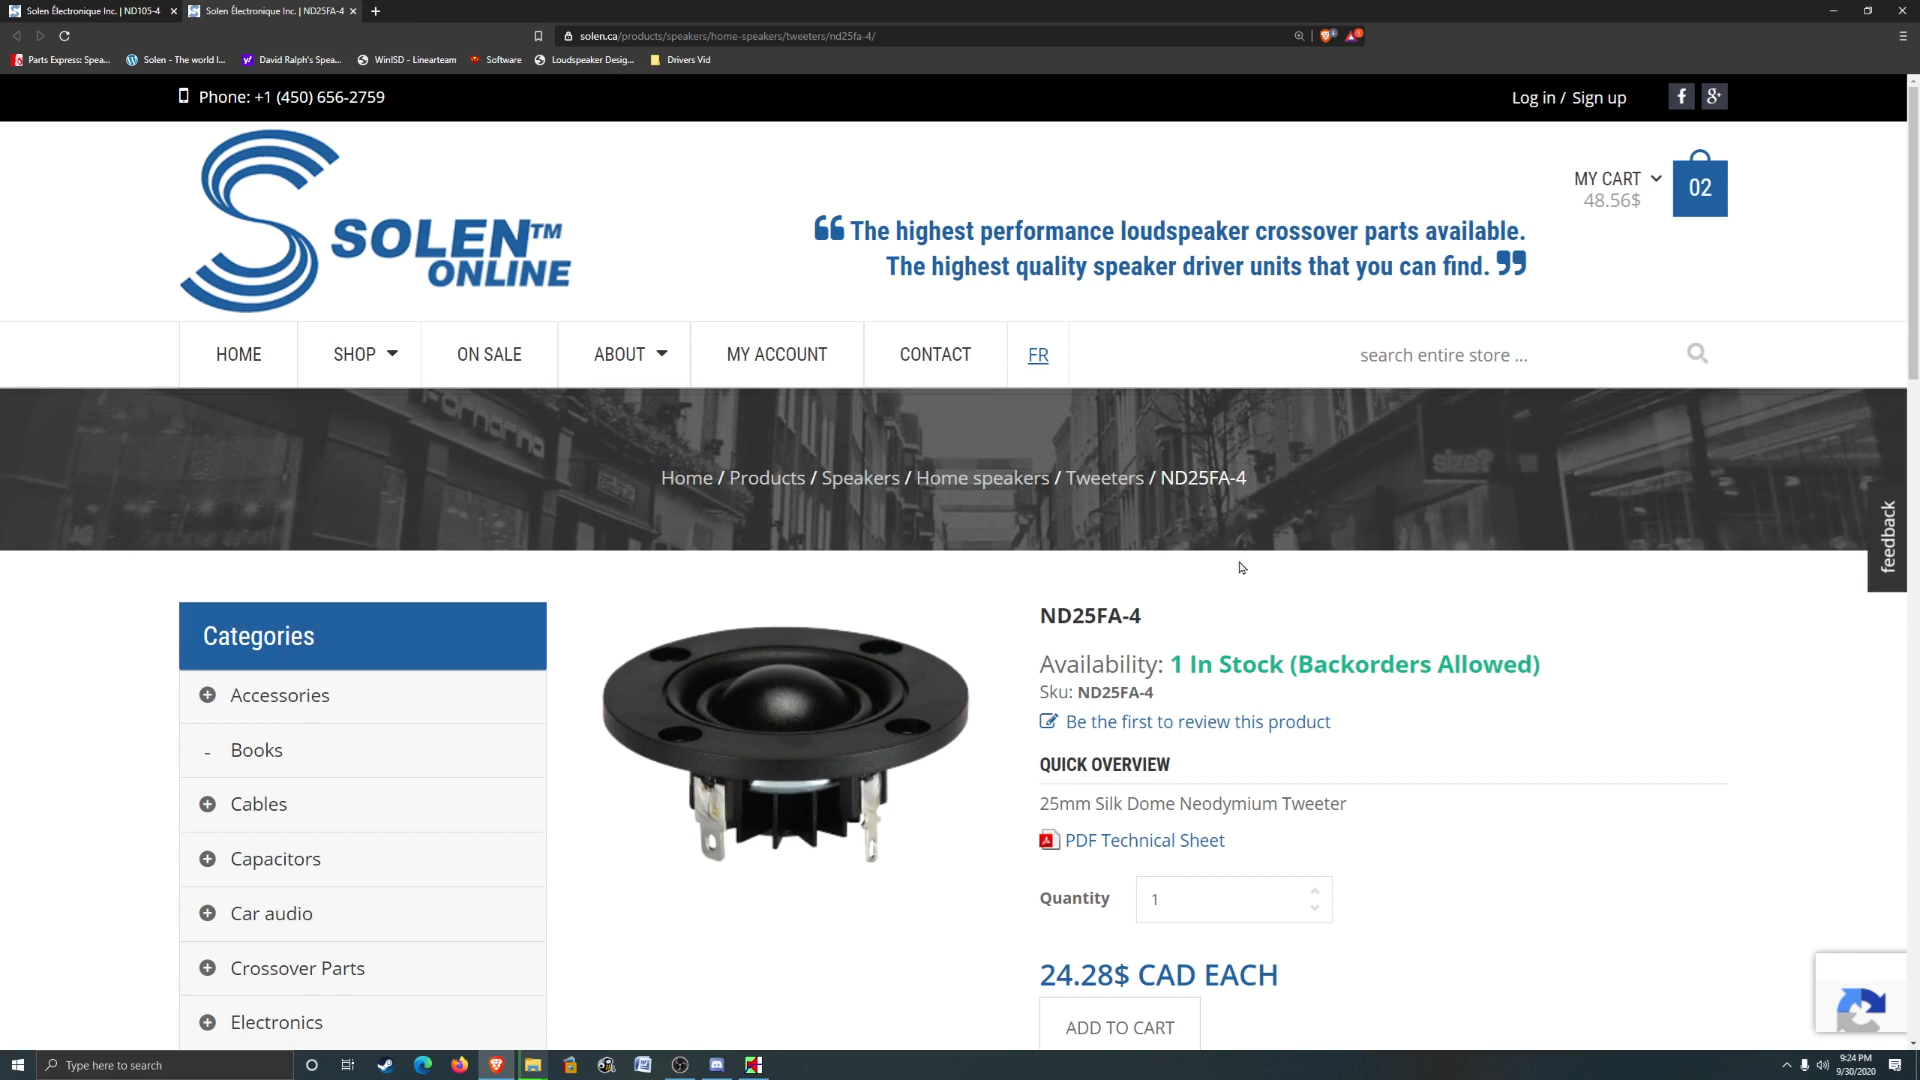 Solen Électronique Inc. | ND105-4
Solen Électronique Inc. | ND25FA-4
solen.ca/products/speakers/home-speakers/tweeters/nd25fa-4/
Parts Express: Spea...
Solen - The world l...
David Ralph's Spea...
WinISD - Linearteam
Software
Loudspeaker Desig...
Drivers Vid
Phone: +1 (450) 656-2759
Log in / Sign up
SOLEN™
ONLINE
“ The highest performance loudspeaker crossover parts available.
The highest quality speaker driver units that you can find. ”
MY CART
48.56$
02
HOME
SHOP
ON SALE
ABOUT
MY ACCOUNT
CONTACT
FR
search entire store ...
fornarina
size?
Home / Products / Speakers / Home speakers / Tweeters / ND25FA-4
feedback
Categories
Accessories
- Books
Cables
Capacitors
Car audio
Crossover Parts
Electronics
ND25FA-4
Availability: 1 In Stock (Backorders Allowed)
Sku: ND25FA-4
Be the first to review this product
QUICK OVERVIEW
25mm Silk Dome Neodymium Tweeter
PDF Technical Sheet
Quantity
1
24.28$ CAD EACH
ADD TO CART
Type here to search
9:24 PM
9/30/2020